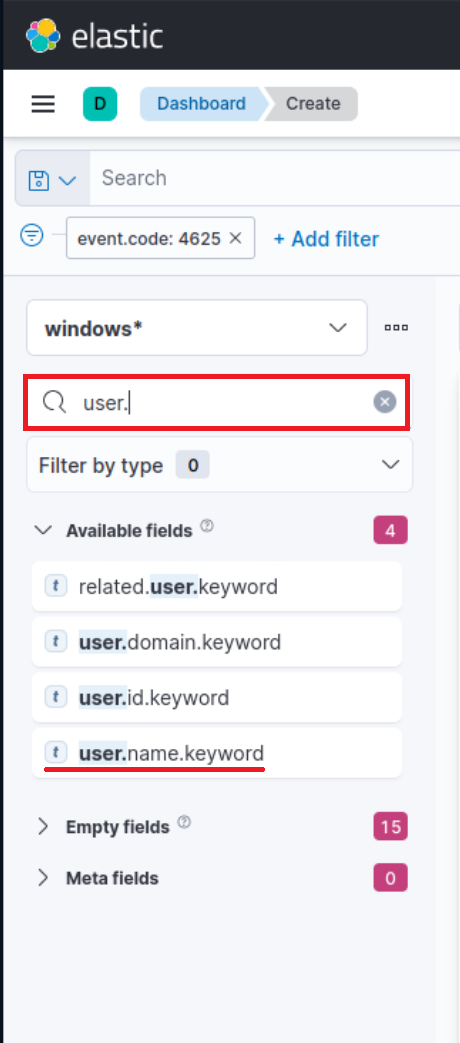 elastic
D Dashboard Create
Search
event.code: 4625 × + Add filter
windows*
user.
Filter by type 0
Available fields ? 4
t related.user.keyword
t user.domain.keyword
t user.id.keyword
t user.name.keyword
Empty fields ? 15
Meta fields 0